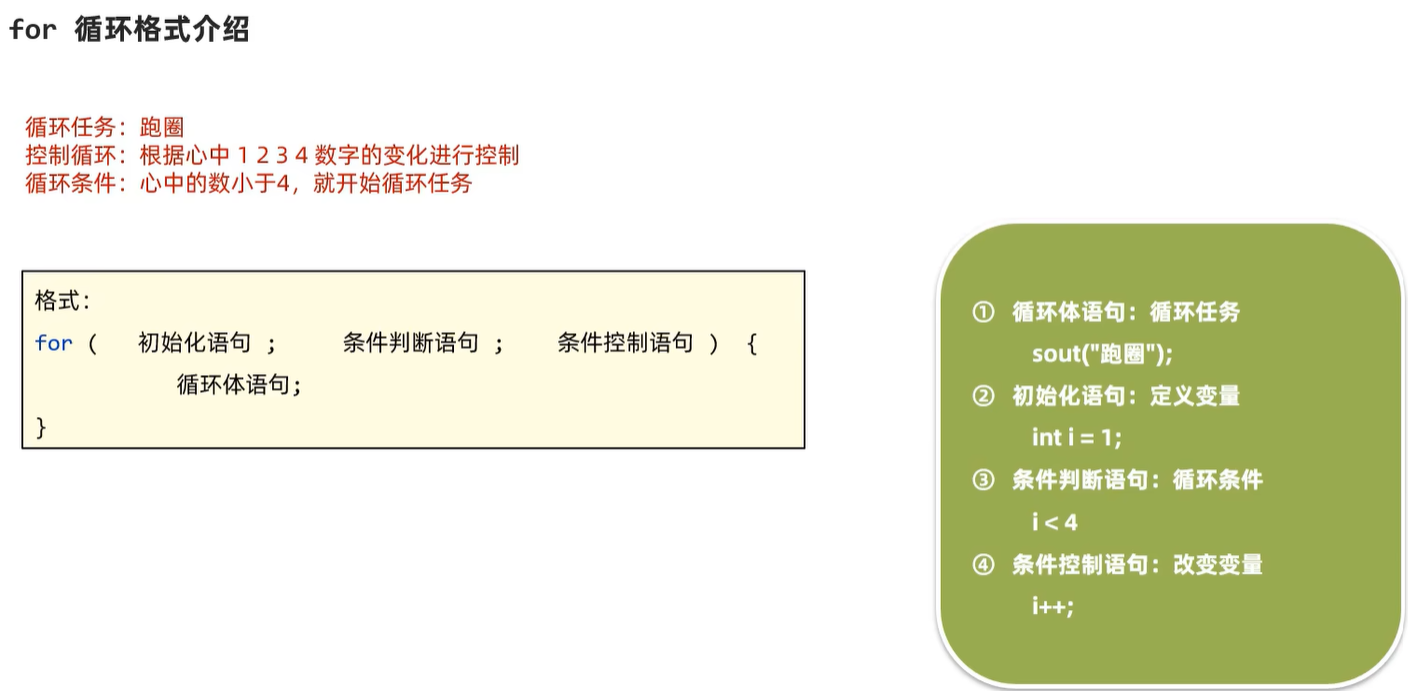 for 循环格式介绍
循环任务：跑圈
控制循环：根据心中 1 2 3 4 数字的变化进行控制
循环条件：心中的数小于4，就开始循环任务
格式：
for ( 初始化语句 ; 条件判断语句 ; 条件控制语句 ) {
循环体语句;
}
① 循环体语句：循环任务
sout("跑圈");
② 初始化语句：定义变量
int i = 1;
③ 条件判断语句：循环条件
i < 4
④ 条件控制语句：改变变量
i++;